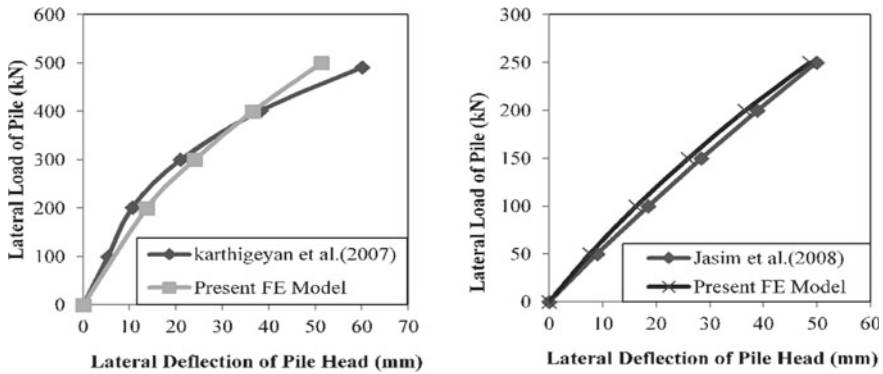 600
500
400
300
200
100
0
Lateral Load of Pile (kN)
karthigeyan et al.(2007)
Present FE Model
0 10 20 30 40 50 60 70
Lateral Deflection of Pile Head (mm)
300
250
200
150
100
50
0
Lateral Load of Pile (kN)
Jasim et al.(2008)
Present FE Model
0 10 20 30 40 50 60
Lateral Deflection of Pile Head (mm)